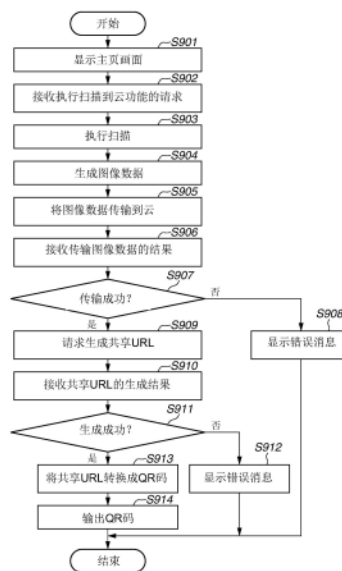 开始
S901
显示主页画面
S902
接收执行扫描到云功能的请求
S903
执行扫描
S904
生成图像数据
S905
将图像数据传输到云
S906
接收传输图像数据的结果
S907
传输成功?
否
是
S908
显示错误消息
S909
请求生成共享URL
S910
接收共享URL的生成结果
S911
生成成功?
否
是
S912
显示错误消息
S913
将共享URL转换成QR码
S914
输出QR码
结束